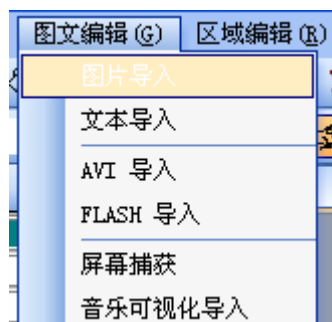 图文编辑(G) 区域编辑(R)
图片导入
文本导入
AVI 导入
FLASH 导入
屏幕捕获
音乐可视化导入